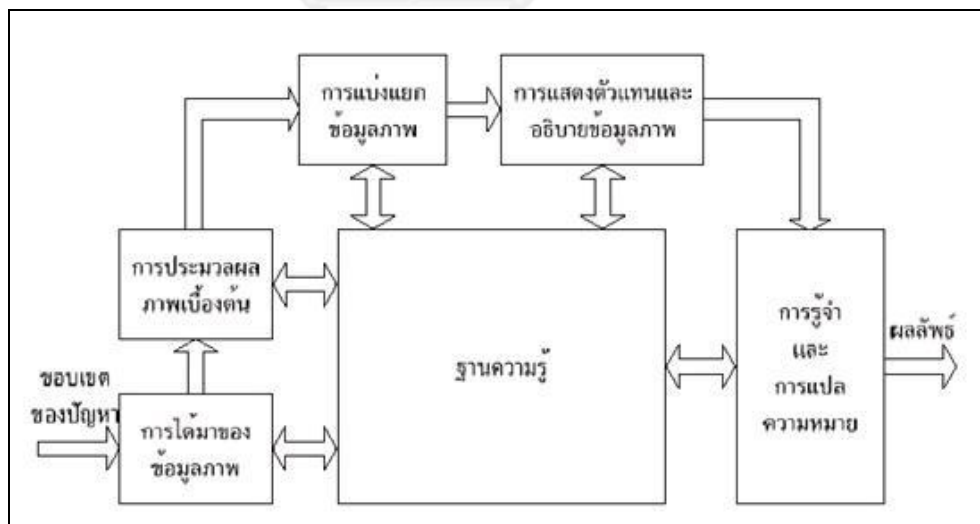 การแบ่งแยก
ข้อมูลภาพ
การแสดงตัวแทนและ
อธิบายข้อมูลภาพ
การประมวลผล
ภาพเบื้องต้น
ฐานความรู้
การรู้จำ
และ
การแปล
ความหมาย
ผลลัพธ์
ขอบเขต
ของปัญหา
การได้มาของ
ข้อมูลภาพ